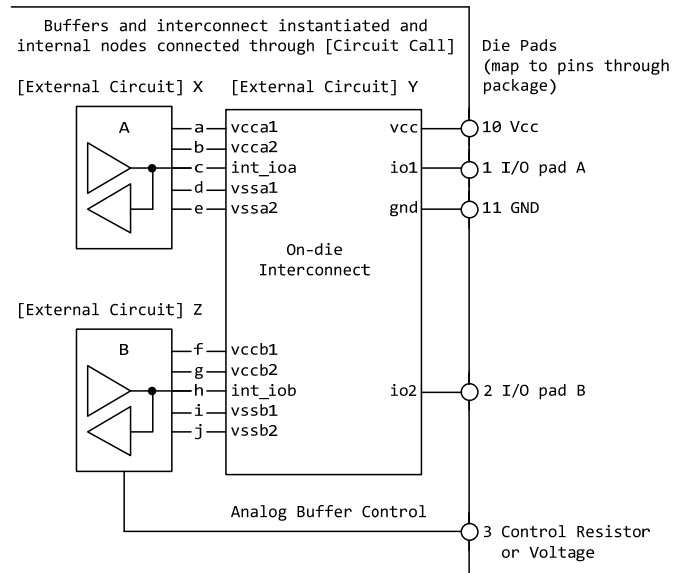 Buffers and interconnect instantiated and
internal nodes connected through [Circuit Call]
Die Pads
(map to pins through
package)
[External Circuit] X
[External Circuit] Y
A
a
b
c
d
e
vcca1
vcca2
int_ioa
vssa1
vssa2
vcc
io1
gnd
10 Vcc
1 I/O pad A
11 GND
On-die
Interconnect
[External Circuit] Z
B
f
g
h
i
j
vccb1
vccb2
int_iob
vssb1
vssb2
io2
2 I/O pad B
Analog Buffer Control
3 Control Resistor
or Voltage